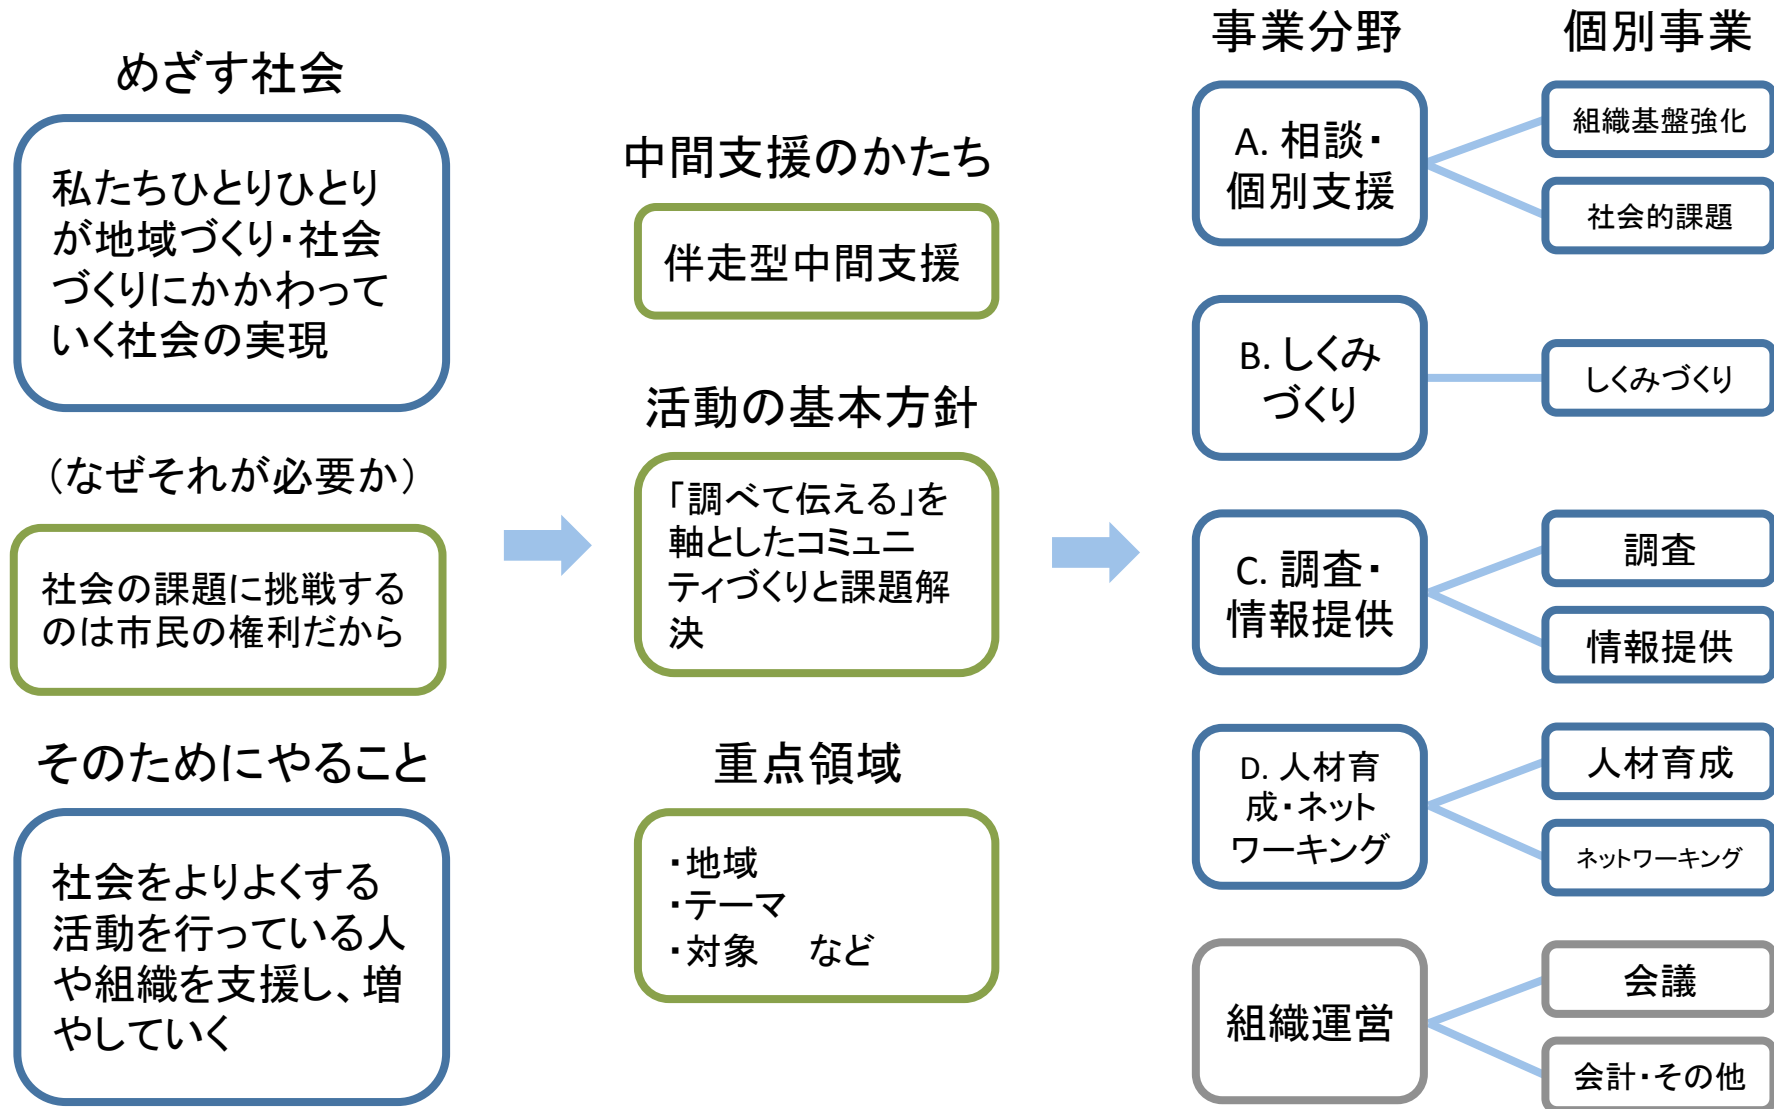 めざす社会
私たちひとりひとり
が地域づくり・社会
づくりにかかわって
いく社会の実現
（なぜそれが必要か）
社会の課題に挑戦する
のは市民の権利だから
そのためにやること
社会をよりよくする
活動を行っている人
や組織を支援し、増
やしていく
中間支援のかたち
伴走型中間支援
活動の基本方針
「調べて伝える」を
軸としたコミュニ
ティづくりと課題解
決
重点領域
・地域
・テーマ
・対象　など
事業分野
個別事業
A. 相談・
個別支援
組織基盤強化
社会的課題
B. しくみ
づくり
しくみづくり
C. 調査・
情報提供
調査
情報提供
D. 人材育
成・ネット
ワーキング
人材育成
ネットワーキング
組織運営
会議
会計・その他